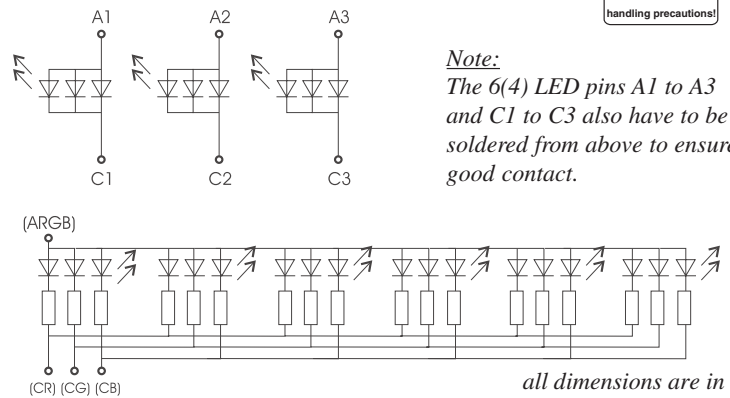 handling precautions!
A1 A2 A3
Note:
The 6(4) LED pins A1 to A3
and C1 to C3 also have to be
soldered from above to ensure
good contact.
C1 C2 C3
(ARGB)
(CR) (CG) (CB)
all dimensions are in